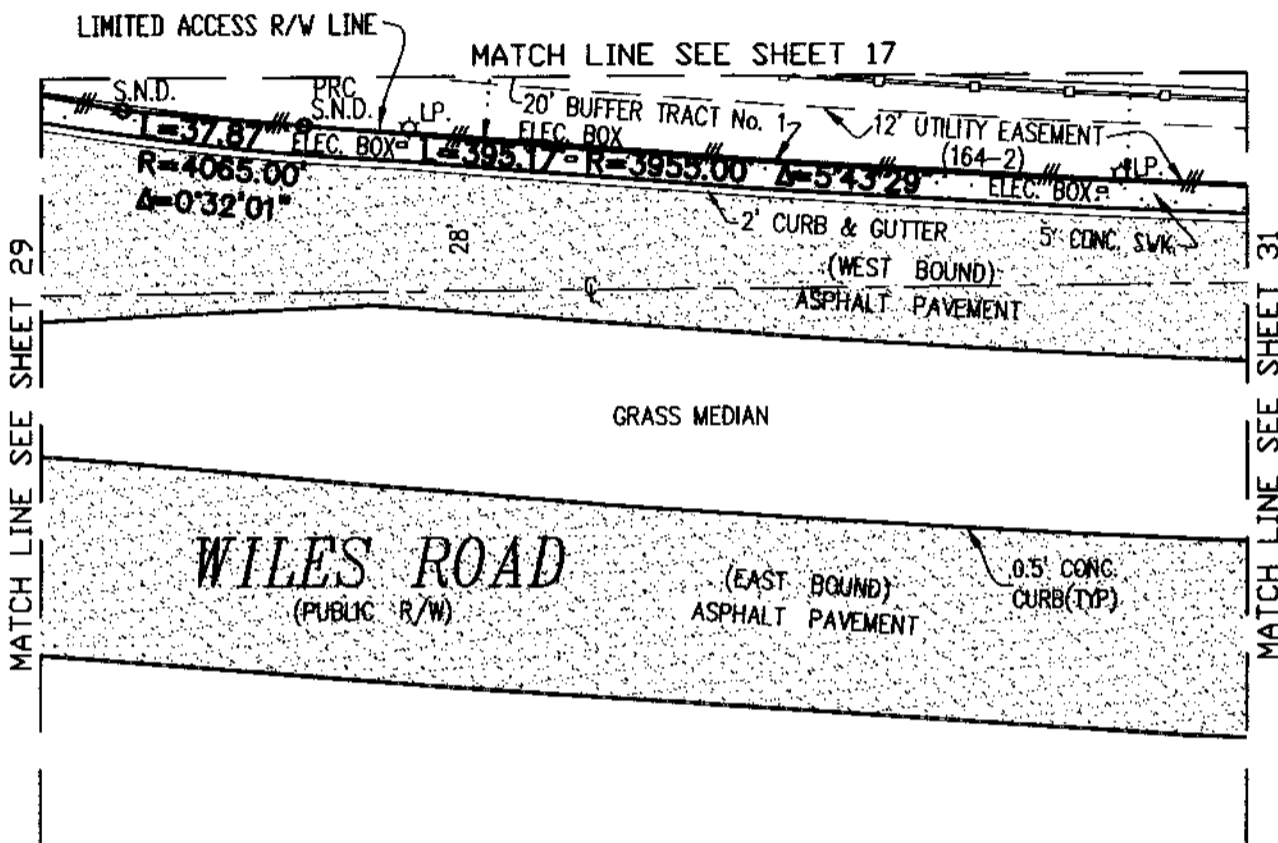 LIMITED ACCESS R/W LINE
MATCH LINE SEE SHEET 17
S.N.D.
PRC
S.N.D.
LP.
20' BUFFER TRACT No. 1
12' UTILITY EASEMENT
(164-2)
ELEC. BOX
L=37.87'
ELEC. BOX
L=395.17'- R=3955.00' Δ=5°43'29"
LP.
R=4065.00'
ELEC. BOX
Δ=0°32'01"
2' CURB & GUTTER
5' CONC. SWK.
28'
(WEST BOUND)
ASPHALT PAVEMENT
MATCH LINE SEE SHEET 29
MATCH LINE SEE SHEET 31
GRASS MEDIAN
WILES ROAD
(PUBLIC R/W)
(EAST BOUND)
ASPHALT PAVEMENT
0.5' CONC.
CURB(TYP)